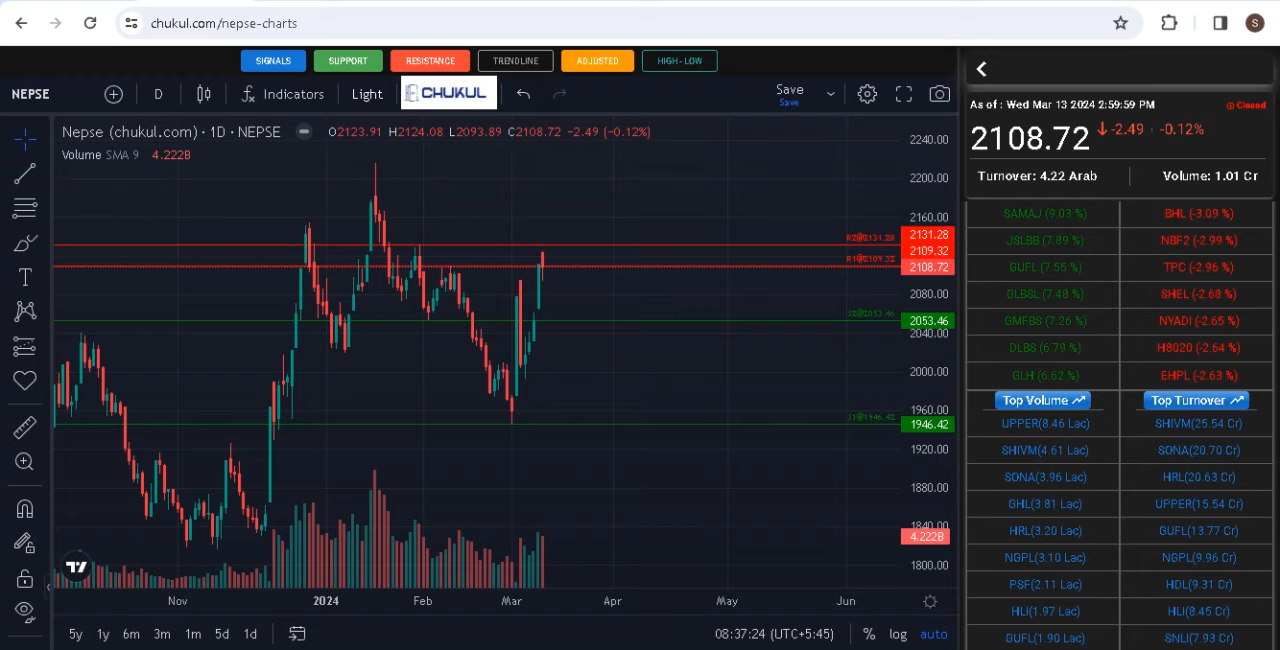 chukul.com/nepse-charts
S
SIGNALS SUPPORT RESISTANCE TRENDLINE ADJUSTED HIGH-LOW
NEPSE D Indicators Light CHUKUL Save
Save
Nepse (chukul.com) · 1D · NEPSE O2123.91 H2124.08 L2093.89 C2108.72 −2.49 (−0.12%)
Volume SMA 9 4.222B
T
2240.00
2200.00
2160.00
R2@2131.28 2131.28
R1@2109.32 2109.32
2108.72
2080.00
S2@2053.46 2053.46
2040.00
2000.00
1960.00
S1@1946.42 1946.42
1920.00
1880.00
1840.00
4.222B
1800.00
Nov 2024 Feb Mar Apr May Jun
5y 1y 6m 3m 1m 5d 1d 08:37:24 (UTC+5:45) % log auto
As of : Wed Mar 13 2024 2:59:59 PM Closed
2108.72 -2.49 · -0.12%
Turnover: 4.22 Arab Volume: 1.01 Cr
SAMAJ (9.03 %) BHL (-3.09 %)
JSLBB (7.89 %) NBF2 (-2.99 %)
GUFL (7.55 %) TPC (-2.96 %)
GLBSL (7.48 %) SHEL (-2.68 %)
GMFBS (7.26 %) NYADI (-2.65 %)
DLBS (6.79 %) H8020 (-2.64 %)
GLH (6.62 %) EHPL (-2.63 %)
Top Volume Top Turnover
UPPER(8.46 Lac) SHIVM(25.54 Cr)
SHIVM(4.61 Lac) SONA(20.70 Cr)
SONA(3.96 Lac) HRL(20.63 Cr)
GHL(3.81 Lac) UPPER(15.54 Cr)
HRL(3.20 Lac) GUFL(13.77 Cr)
NGPL(3.10 Lac) NGPL(9.96 Cr)
PSF(2.11 Lac) HDL(9.31 Cr)
HLI(1.97 Lac) HLI(8.45 Cr)
GUFL(1.90 Lac) SNLI(7.93 Cr)